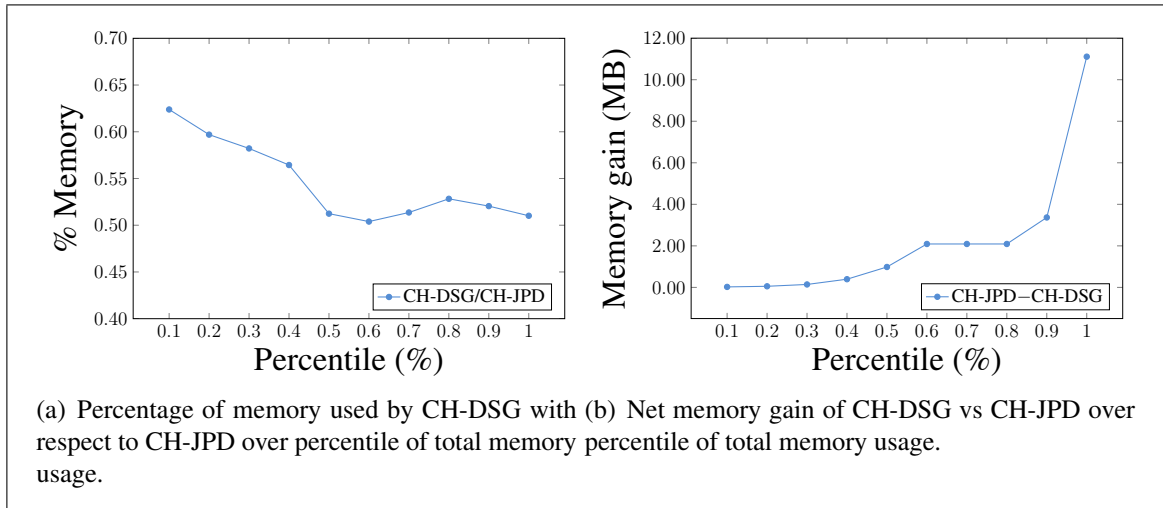 0.70
0.65
0.60
0.55
0.50
0.45
0.40
% Memory
CH-DSG/CH-JPD
0.1 0.2 0.3 0.4 0.5 0.6 0.7 0.8 0.9 1
Percentile (%)
12.00
10.00
8.00
6.00
4.00
2.00
0.00
Memory gain (MB)
CH-JPD−CH-DSG
0.1 0.2 0.3 0.4 0.5 0.6 0.7 0.8 0.9 1
Percentile (%)
(a) Percentage of memory used by CH-DSG with
respect to CH-JPD over percentile of total memory
usage.
(b) Net memory gain of CH-DSG vs CH-JPD over
percentile of total memory usage.